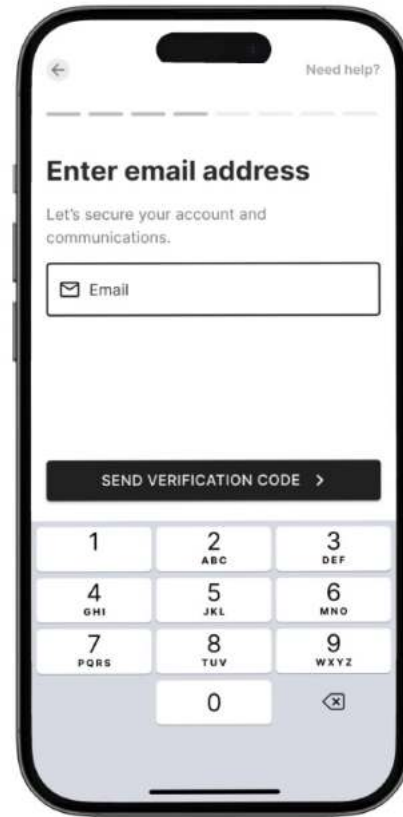 Need help?
Enter email address
Let's secure your account and
communications.
Email
SEND VERIFICATION CODE
1
2
ABC
3
DEF
4
GHI
5
JKL
6
MNO
7
PQRS
8
TUV
9
WXYZ
0